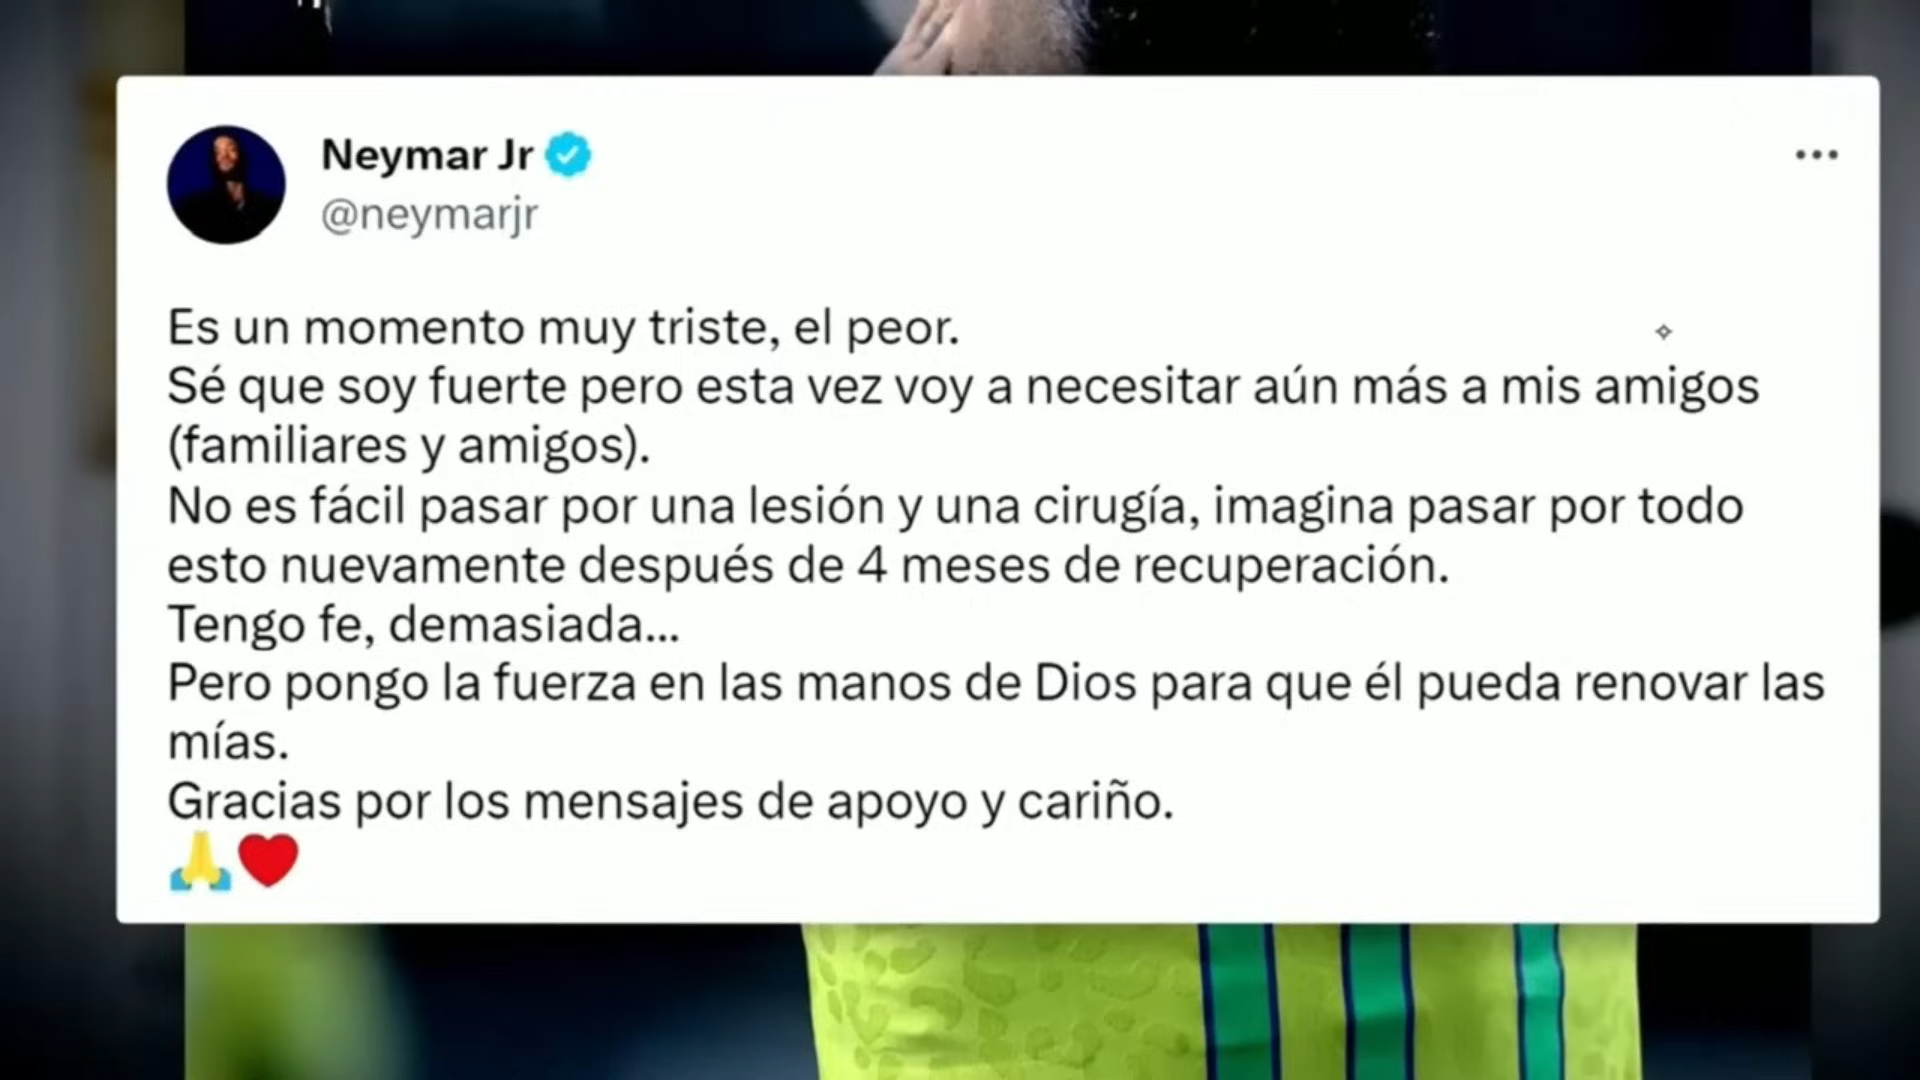 Neymar Jr
@neymarjr
Es un momento muy triste, el peor.
Sé que soy fuerte pero esta vez voy a necesitar aún más a mis amigos
(familiares y amigos).
No es fácil pasar por una lesión y una cirugía, imagina pasar por todo
esto nuevamente después de 4 meses de recuperación.
Tengo fe, demasiada...
Pero pongo la fuerza en las manos de Dios para que él pueda renovar las
mías.
Gracias por los mensajes de apoyo y cariño.
🙏❤️